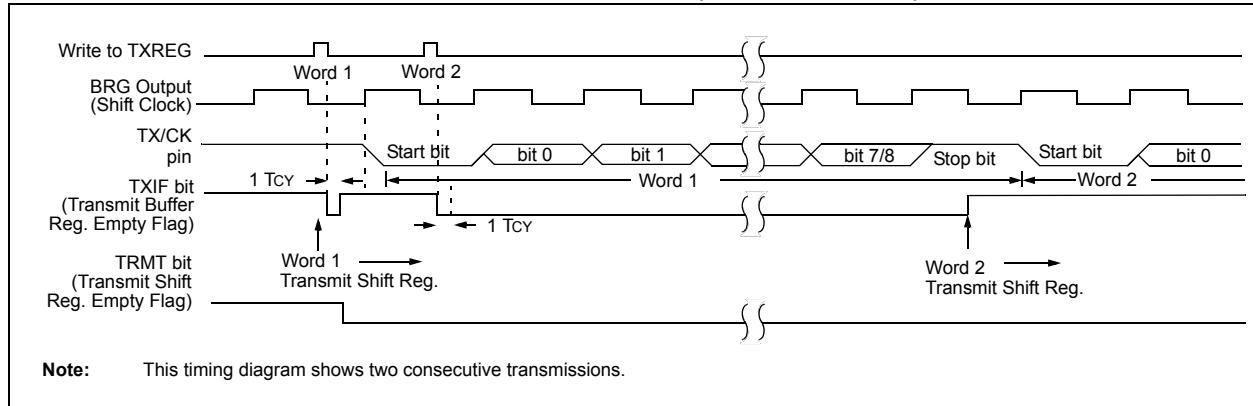 Write to TXREG
Word 1
Word 2
BRG Output
(Shift Clock)
TX/CK
pin
Start bit
bit 0
bit 1
bit 7/8
Stop bit
Start bit
bit 0
1 TCY
Word 1
Word 2
TXIF bit
(Transmit Buffer
Reg. Empty Flag)
1 TCY
Word 1
Transmit Shift Reg.
Word 2
Transmit Shift Reg.
TRMT bit
(Transmit Shift
Reg. Empty Flag)
Note: This timing diagram shows two consecutive transmissions.